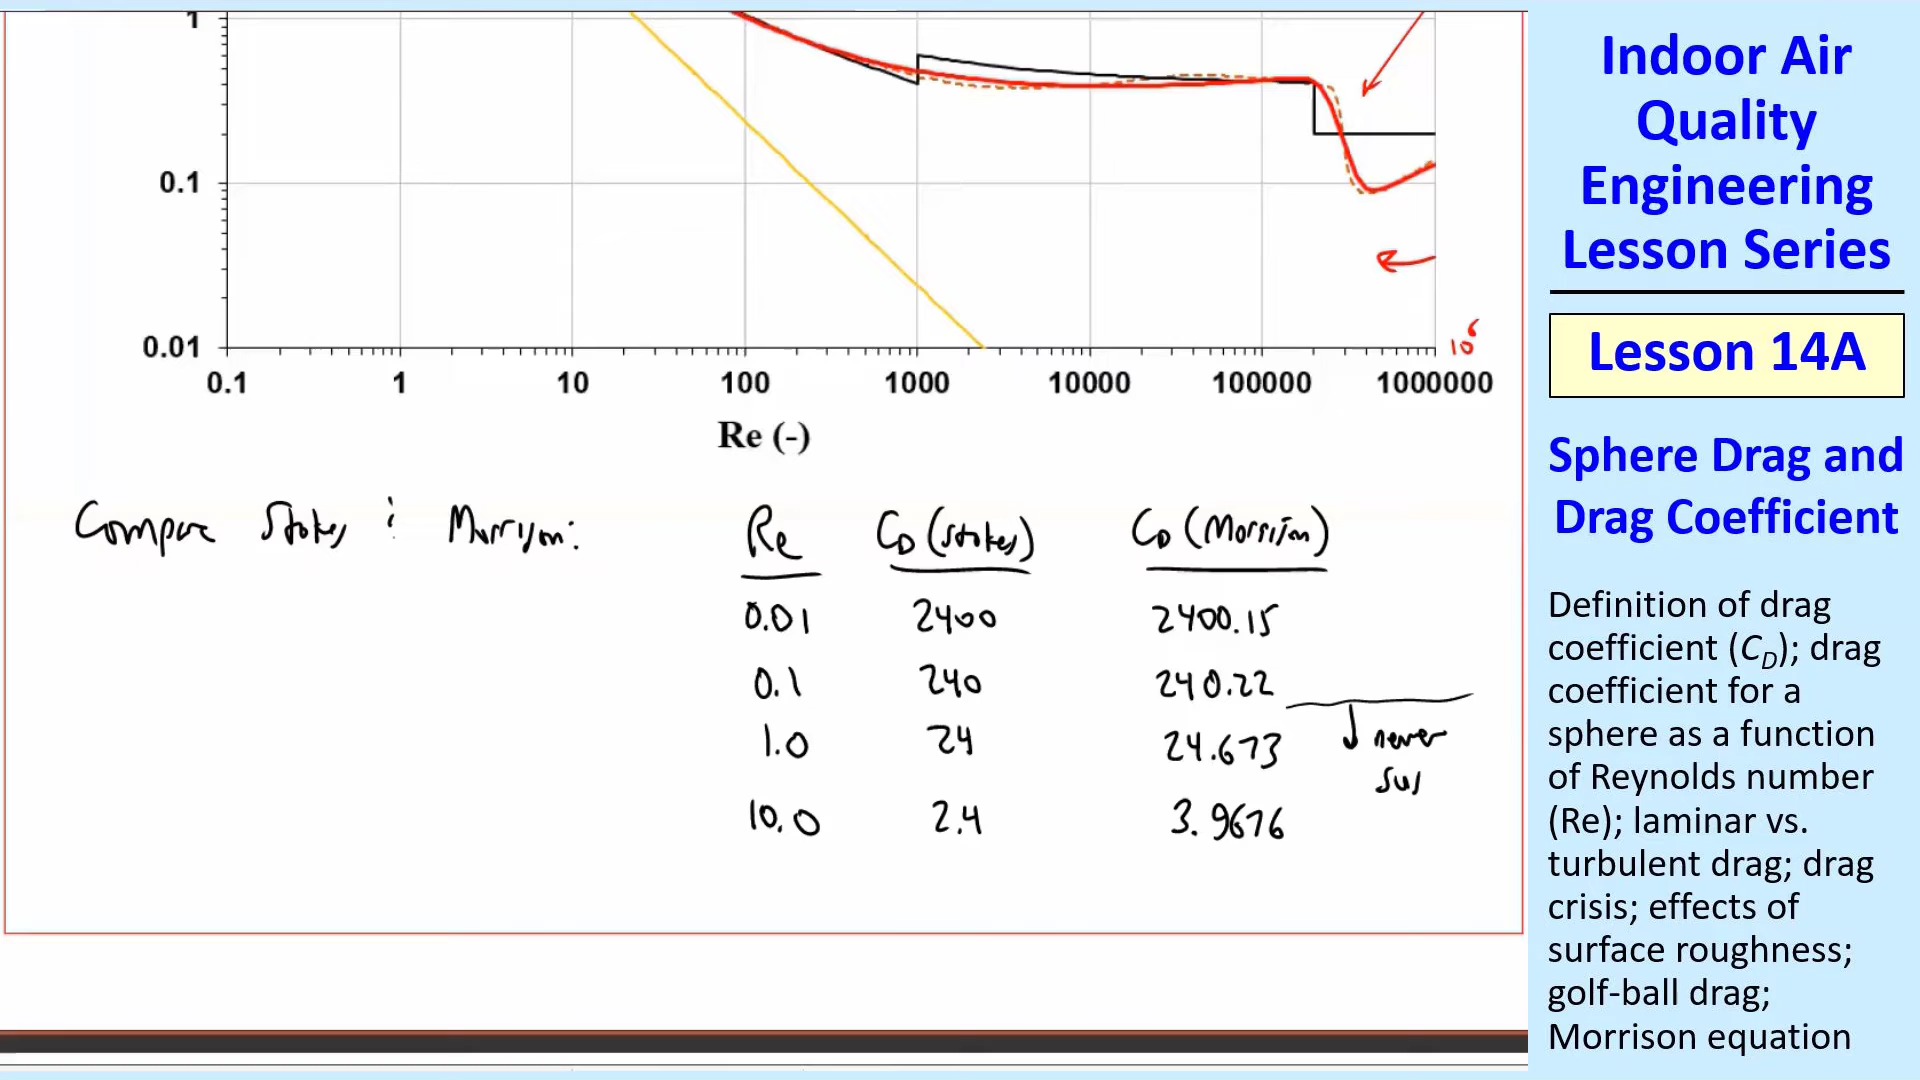 1
0.1
0.01
10⁶
0.1 1 10 100 1000 10000 100000 1000000
Re (-)
Compare Stokes & Morrison:
Re C_D (Stokes) C_D (Morrison)
0.01 2400 2400.15
0.1 240 240.22
1.0 24 24.673
never
10.0 2.4 3.9676
Indoor Air
Quality
Engineering
Lesson Series
Lesson 14A
Sphere Drag and
Drag Coefficient
Definition of drag
coefficient (C_D); drag
coefficient for a
sphere as a function
of Reynolds number
(Re); laminar vs.
turbulent drag; drag
crisis; effects of
surface roughness;
golf-ball drag;
Morrison equation